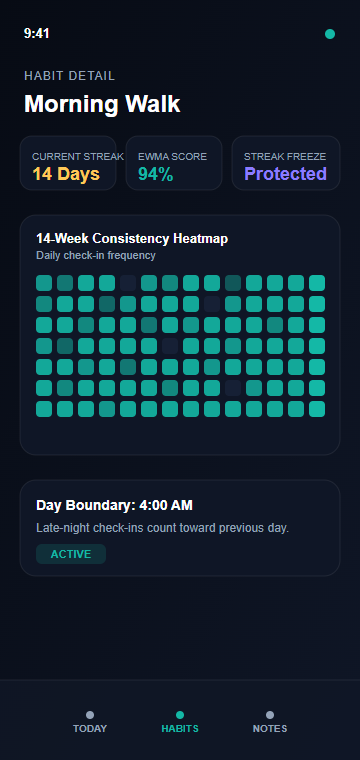 9:41
HABIT DETAIL
Morning Walk
CURRENT STREAK
14 Days
EWMA SCORE
94%
STREAK FREEZE
Protected
14-Week Consistency Heatmap
Daily check-in frequency
Day Boundary: 4:00 AM
Late-night check-ins count toward previous day.
ACTIVE
TODAY
HABITS
NOTES